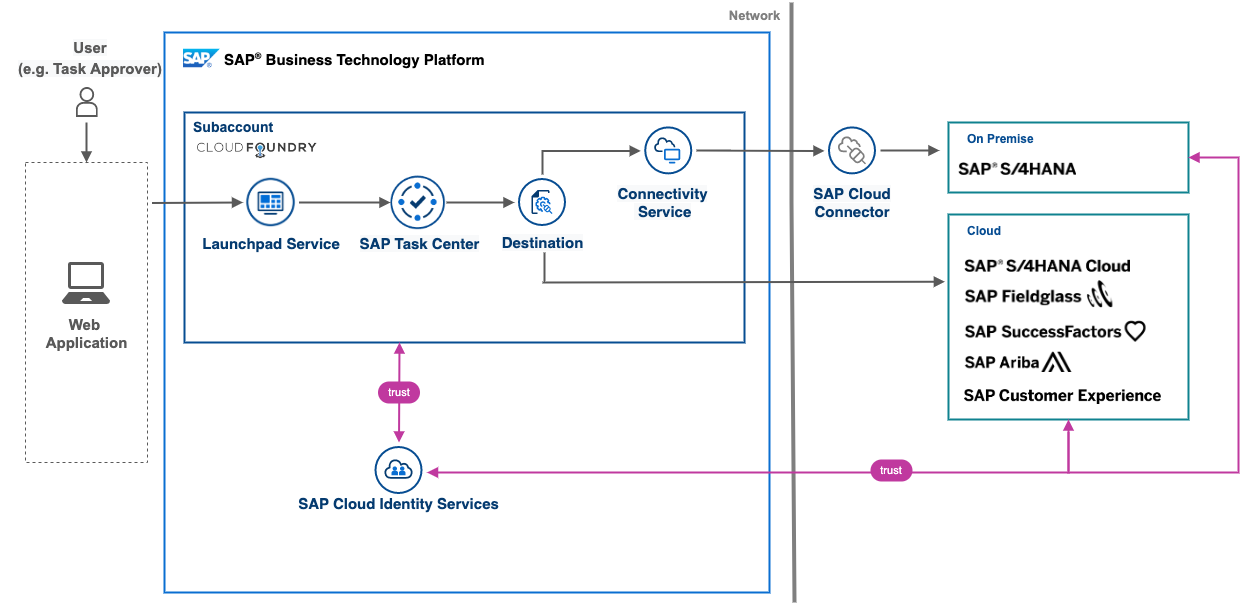 Network
User
(e.g. Task Approver)
SAP® SAP® Business Technology Platform
Subaccount
CLOUD FOUNDRY
Launchpad Service
SAP Task Center
Destination
Connectivity
Service
SAP Cloud
Connector
On Premise
SAP® S/4HANA
Cloud
SAP® S/4HANA Cloud
SAP Fieldglass
SAP SuccessFactors
SAP Ariba
SAP Customer Experience
Web
Application
trust
trust
SAP Cloud Identity Services